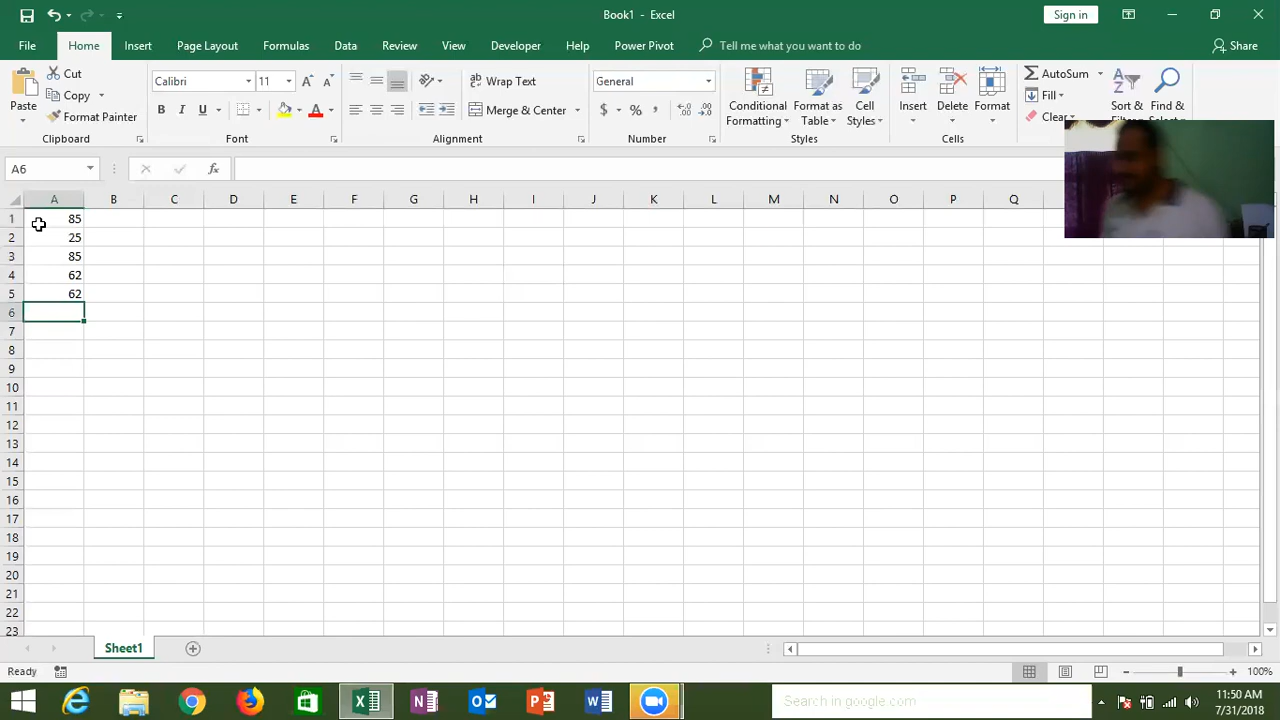 Book1 - Excel
Sign in
File Home Insert Page Layout Formulas Data Review View Developer Help Power Pivot Tell me what you want to do Share
Paste
Cut
Copy
Format Painter
Clipboard
Calibri 11
B I U
Font
Wrap Text
Merge & Center
Alignment
General
$ % ,
Number
Conditional Formatting
Format as Table
Cell Styles
Styles
Insert
Delete
Format
Cells
AutoSum
Fill
Clear
Sort &
Find &
A6
fx
A B C D E F G H I J K L M N O P Q
1 85
2 25
3 85
4 62
5 62
6
7
8
9
10
11
12
13
14
15
16
17
18
19
20
21
22
23
Sheet1
Ready
100%
Search in google.com
11:50 AM
7/31/2018